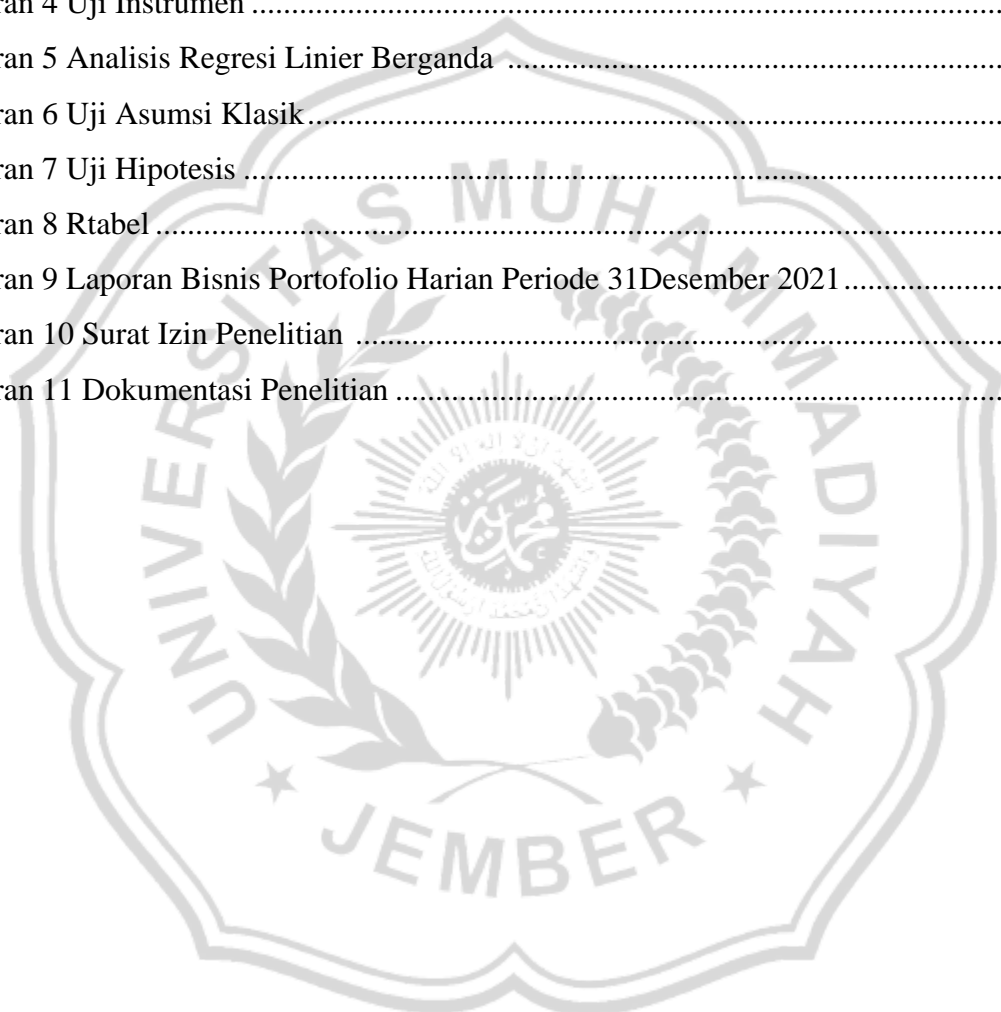 ran 4 Uji Instrumen ........................................................................
ran 5 Analisis Regresi Linier Berganda ................................................
ran 6 Uji Asumsi Klasik....................................................................
ran 7 Uji Hipotesis ..........................................................................
ran 8 Rtabel ....................................................................................
ran 9 Laporan Bisnis Portofolio Harian Periode 31Desember 2021..................
ran 10 Surat Izin Penelitian ..............................................................
ran 11 Dokumentasi Penelitian ..........................................................
UNIVERSITAS MUHAMMADIYAH
JEMBER